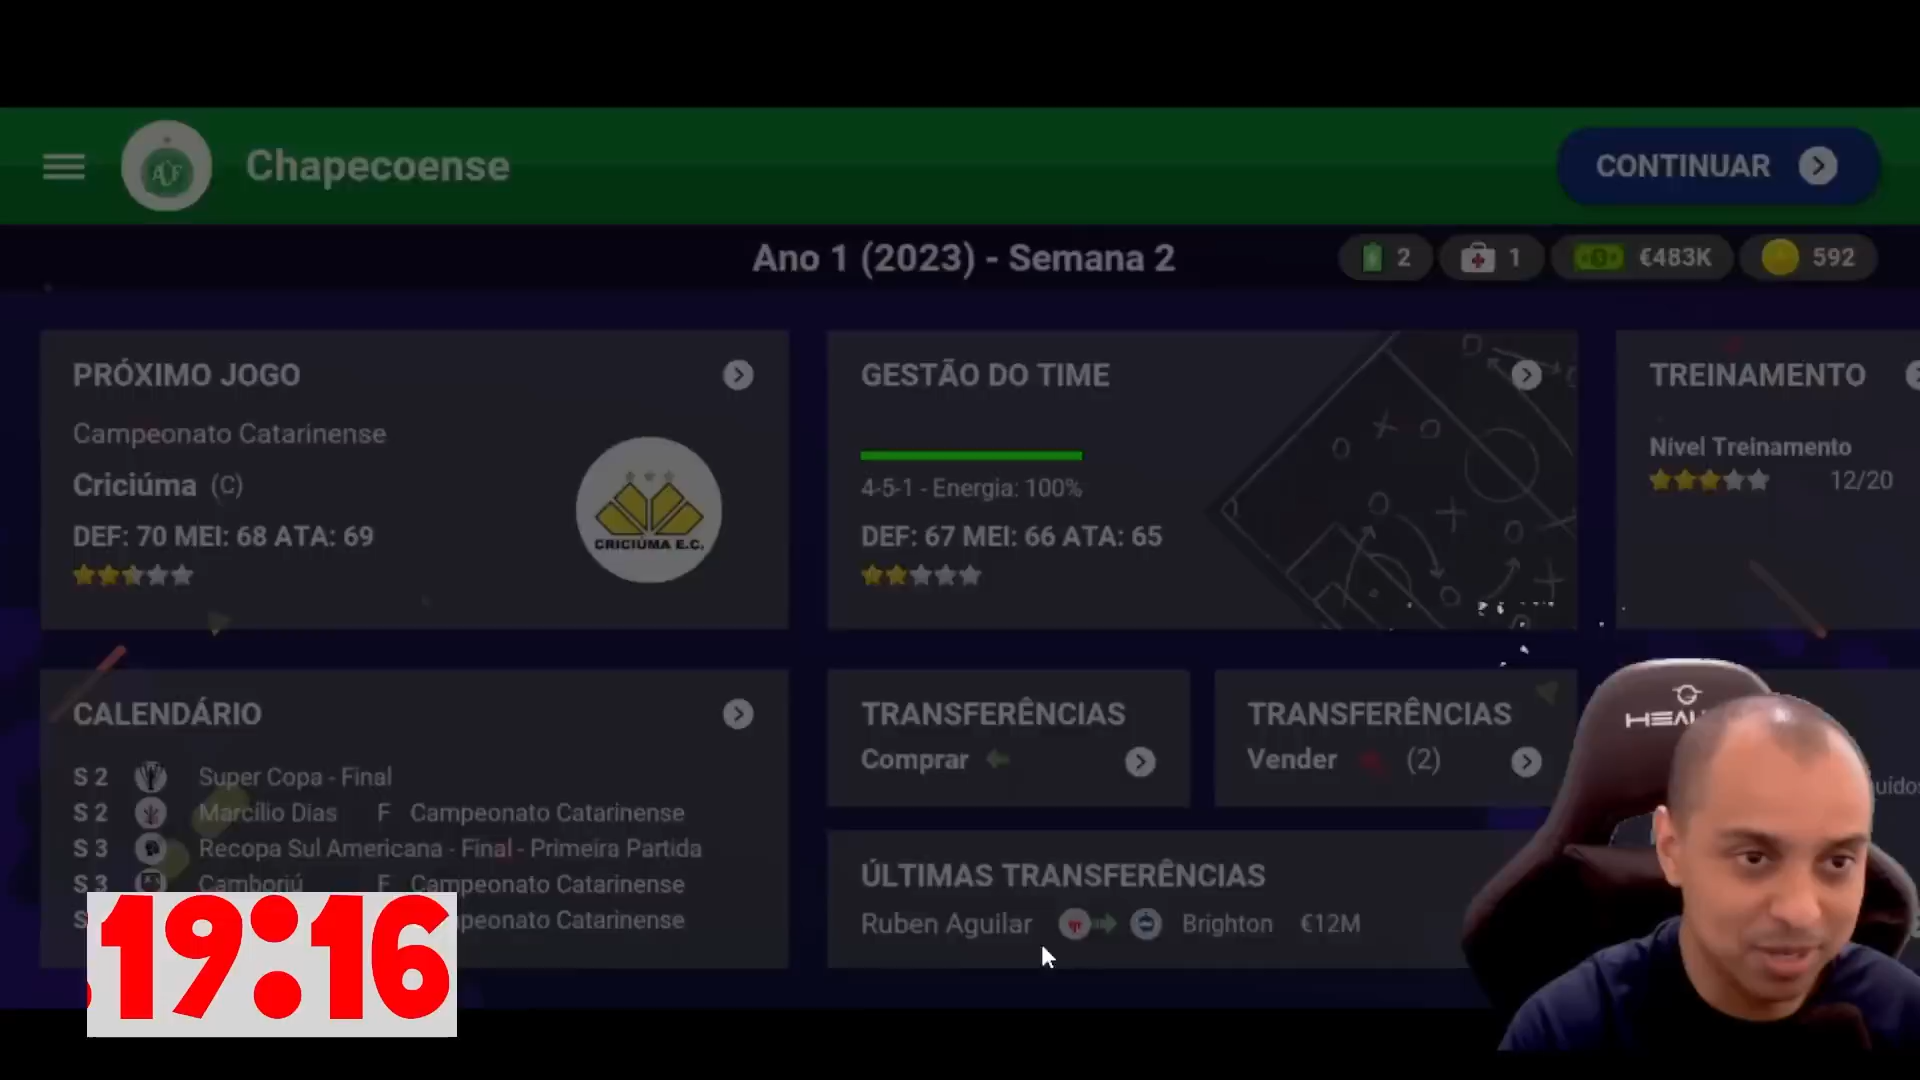 Chapecoense
CONTINUAR
Ano 1 (2023) - Semana 2
2
1
€483K
592
PRÓXIMO JOGO
Campeonato Catarinense
Criciúma (C)
DEF: 70 MEI: 68 ATA: 69
CRICIÚMA E.C.
GESTÃO DO TIME
4-5-1 - Energia: 100%
DEF: 67 MEI: 66 ATA: 65
TREINAMENTO
Nível Treinamento
12/20
CALENDÁRIO
S 2 Super Copa - Final
S 2 Marcílio Dias F Campeonato Catarinense
S 3 Recopa Sul Americana - Final - Primeira Partida
S 3 Camboriú F Campeonato Catarinense
S peonato Catarinense
19:16
TRANSFERÊNCIAS
Comprar
TRANSFERÊNCIAS
Vender (2)
ÚLTIMAS TRANSFERÊNCIAS
Ruben Aguilar Brighton €12M